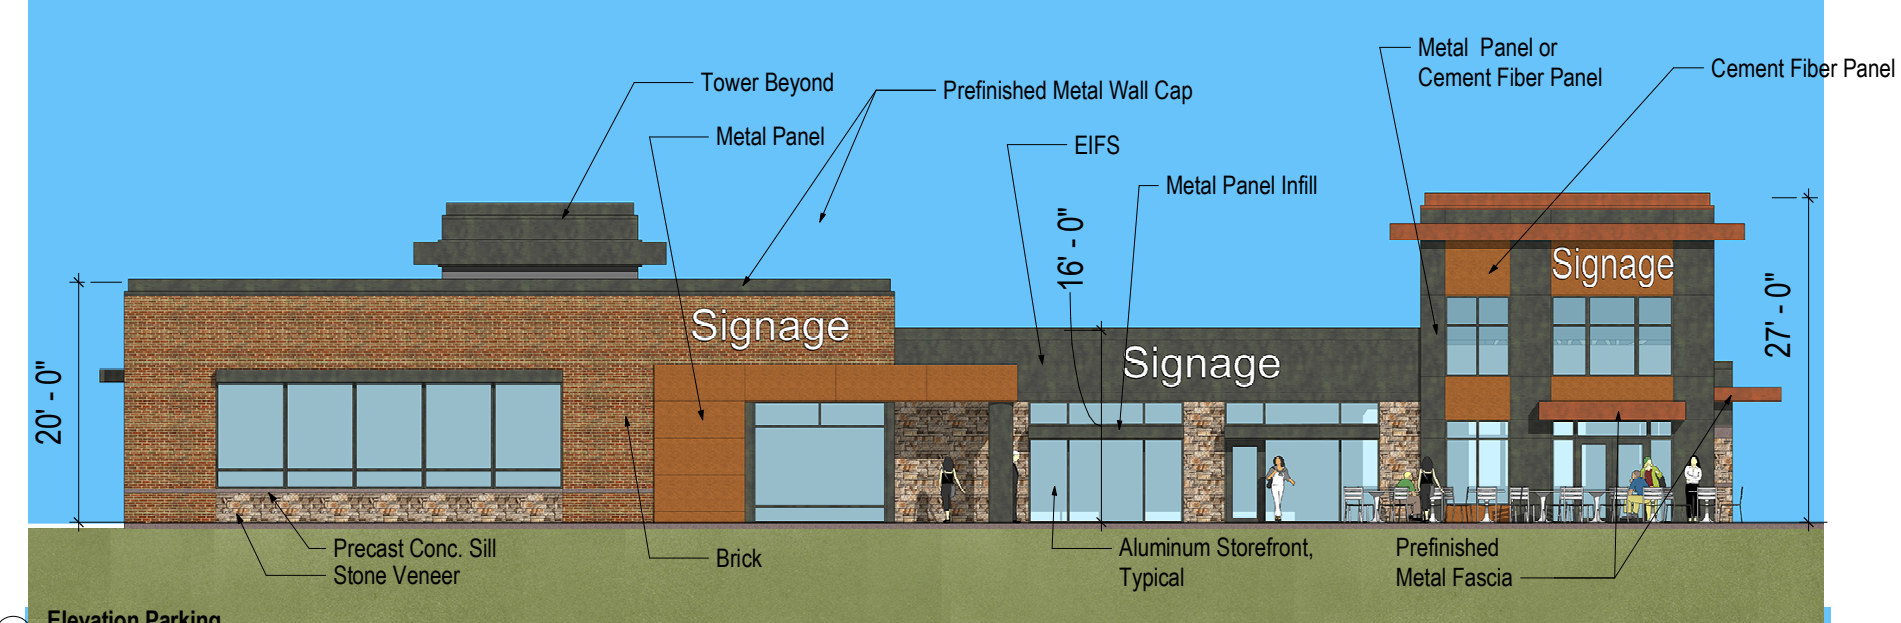 Metal Panel or
Cement Fiber Panel
Cement Fiber Panel
Tower Beyond
Prefinished Metal Wall Cap
Metal Panel
EIFS
Metal Panel Infill
16' - 0"
Signage
27' - 0"
Signage
Signage
20' - 0"
Precast Conc. Sill
Stone Veneer
Brick
Aluminum Storefront,
Typical
Prefinished
Metal Fascia
Elevation Parking